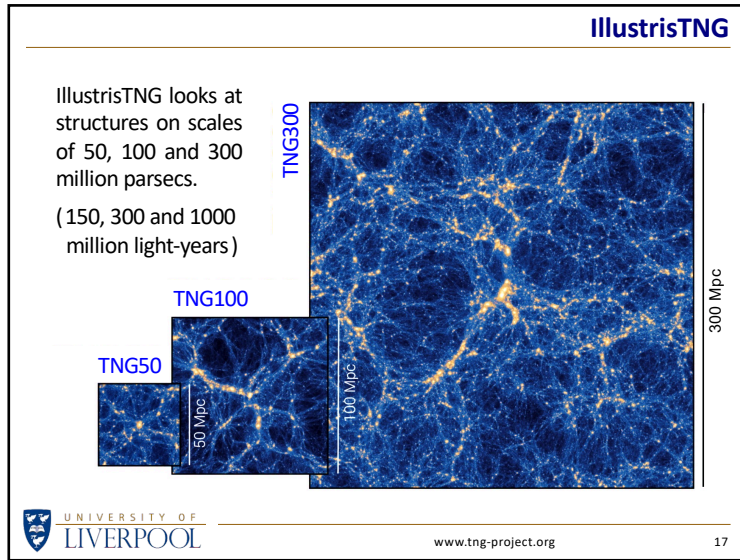 IllustrisTNG
IllustrisTNG looks at
structures on scales
of 50, 100 and 300
million parsecs.
(150, 300 and 1000
million light-years)
TNG300
300 Mpc
TNG100
100 Mpc
TNG50
50 Mpc
UNIVERSITY OF
LIVERPOOL
www.tng-project.org
17